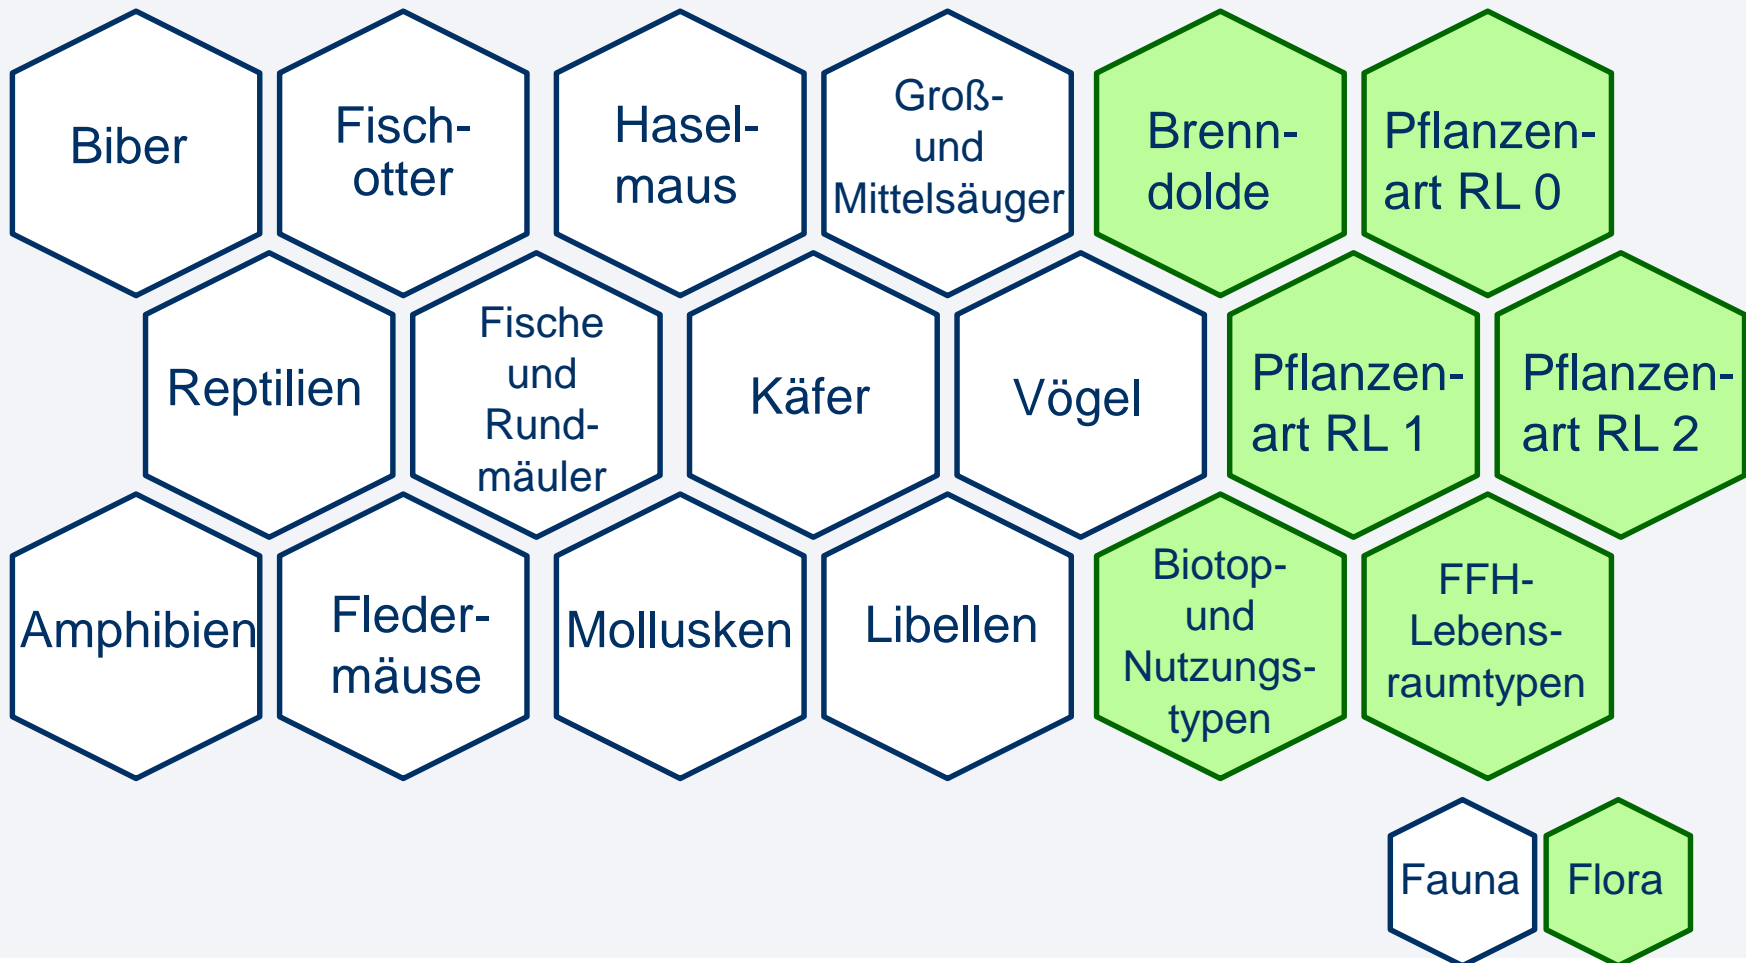 Biber
Fisch-
otter
Hasel-
maus
Groß-
und
Mittelsäuger
Brenn-
dolde
Pflanzen-
art RL 0
Reptilien
Fische
und
Rund-
mäuler
Käfer
Vögel
Pflanzen-
art RL 1
Pflanzen-
art RL 2
Amphibien
Fleder-
mäuse
Mollusken
Libellen
Biotop-
und
Nutzungs-
typen
FFH-
Lebens-
raumtypen
Fauna
Flora